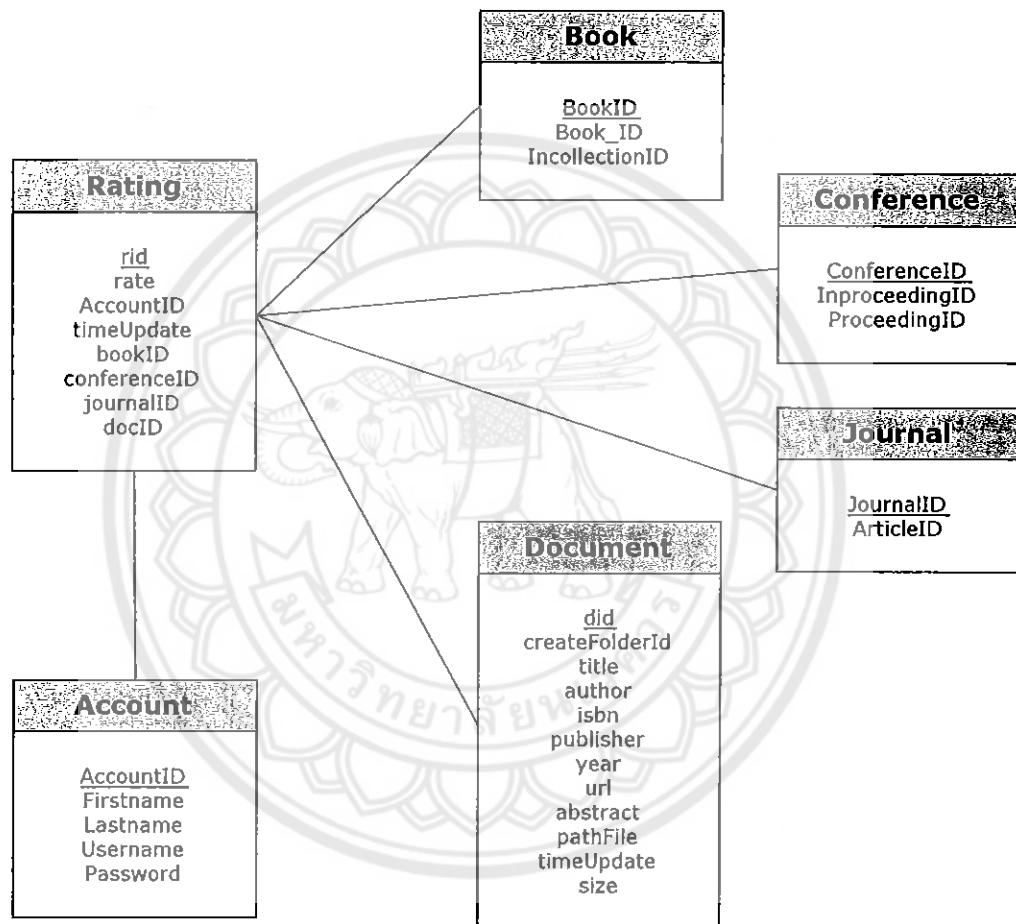 Book
BookID
Book_ID
IncollectionID
Rating
rid
rate
AccountID
timeUpdate
bookID
conferenceID
journalID
docID
Conference
ConferenceID
InproceedingID
ProceedingID
Journal
JournalID
ArticleID
Document
did
createFolderId
title
author
isbn
publisher
year
url
abstract
pathFile
timeUpdate
size
Account
AccountID
Firstname
Lastname
Username
Password